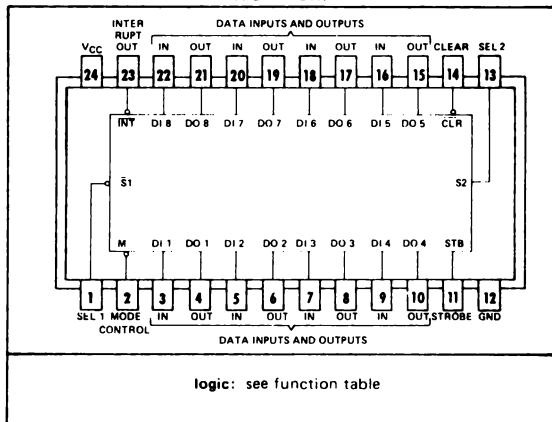 INTER
RUPT DATA INPUTS AND OUTPUTS
VCC OUT IN OUT IN OUT IN OUT IN OUT CLEAR SEL 2
24 23 22 21 20 19 18 17 16 15 14 13
INT DI 8 DO 8 DI 7 DO 7 DI 6 DO 6 DI 5 DO 5 CLR
S1 S2
M DI 1 DO 1 DI 2 DO 2 DI 3 DO 3 DI 4 DO 4 STB
1 2 3 4 5 6 7 8 9 10 11 12
SEL 1 MODE IN OUT IN OUT IN OUT IN OUT STROBE GND
CONTROL
DATA INPUTS AND OUTPUTS
logic: see function table